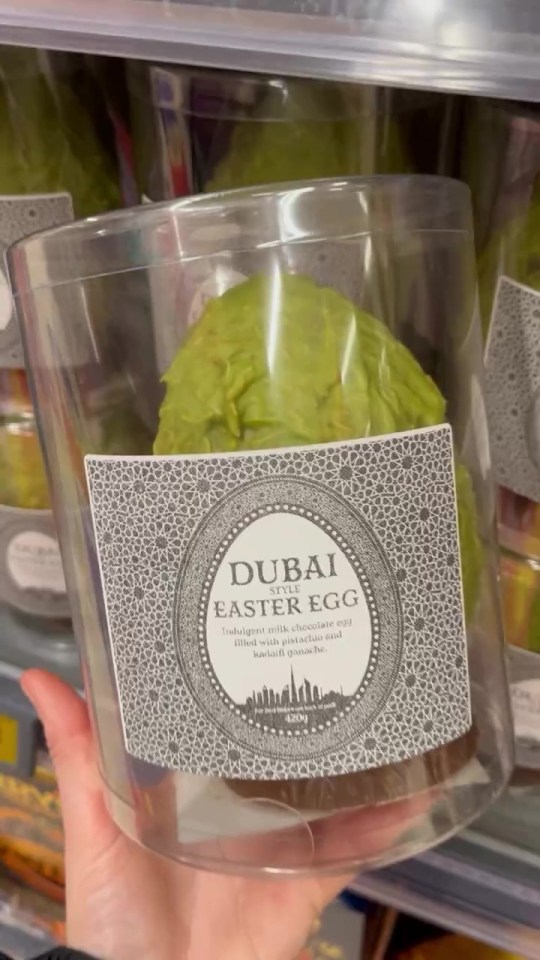 DUBAI
STYLE
EASTER EGG
Indulgent milk chocolate egg
filled with pistachio and
kadaifi ganache.
420g